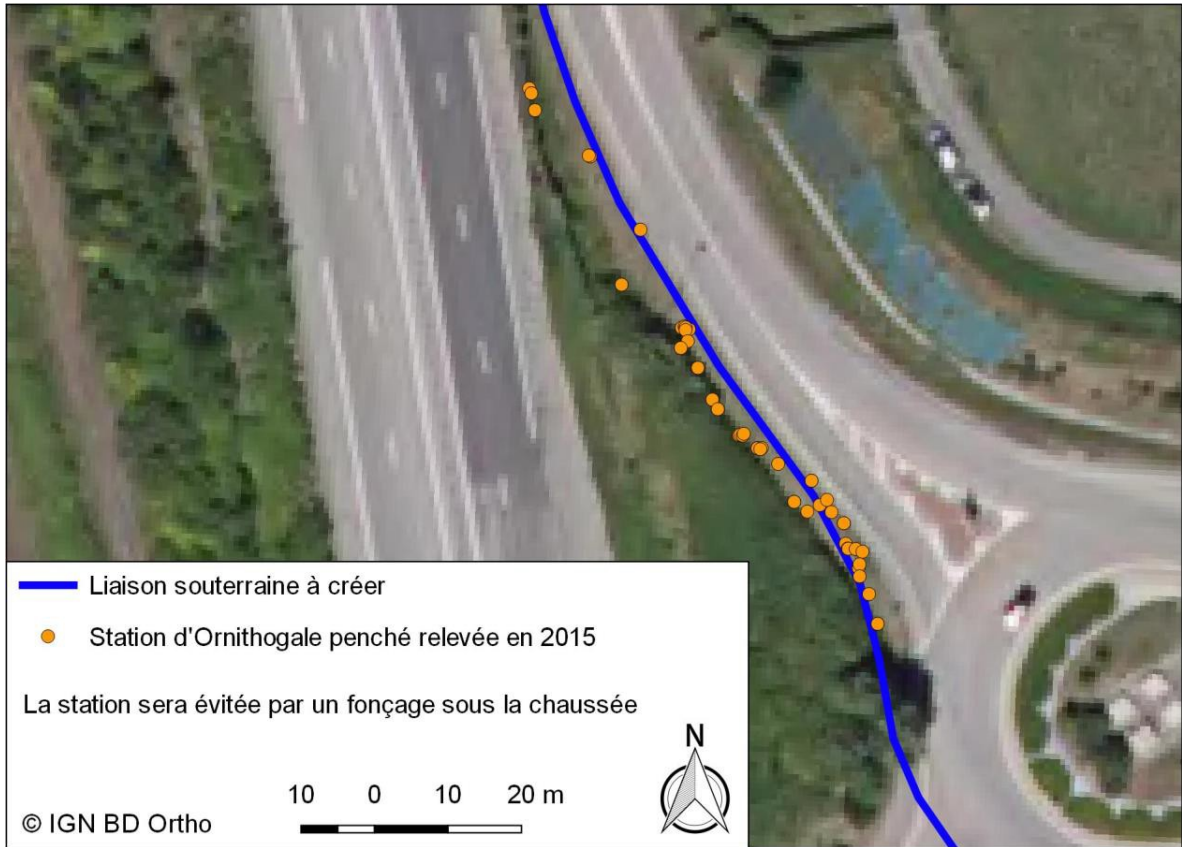 Liaison souterraine à créer
Station d'Ornithogale penché relevée en 2015
La station sera évitée par un fonçage sous la chaussée
N
10 0 10 20 m
© IGN BD Ortho